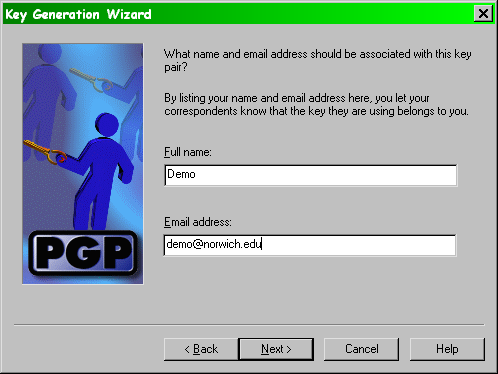 Key Generation Wizard
What name and email address should be associated with this key
pair?
By listing your name and email address here, you let your
correspondents know that the key they are using belongs to you.
Full name:
Demo
Email address:
demo@norwich.edu
PGP
< Back Next > Cancel Help